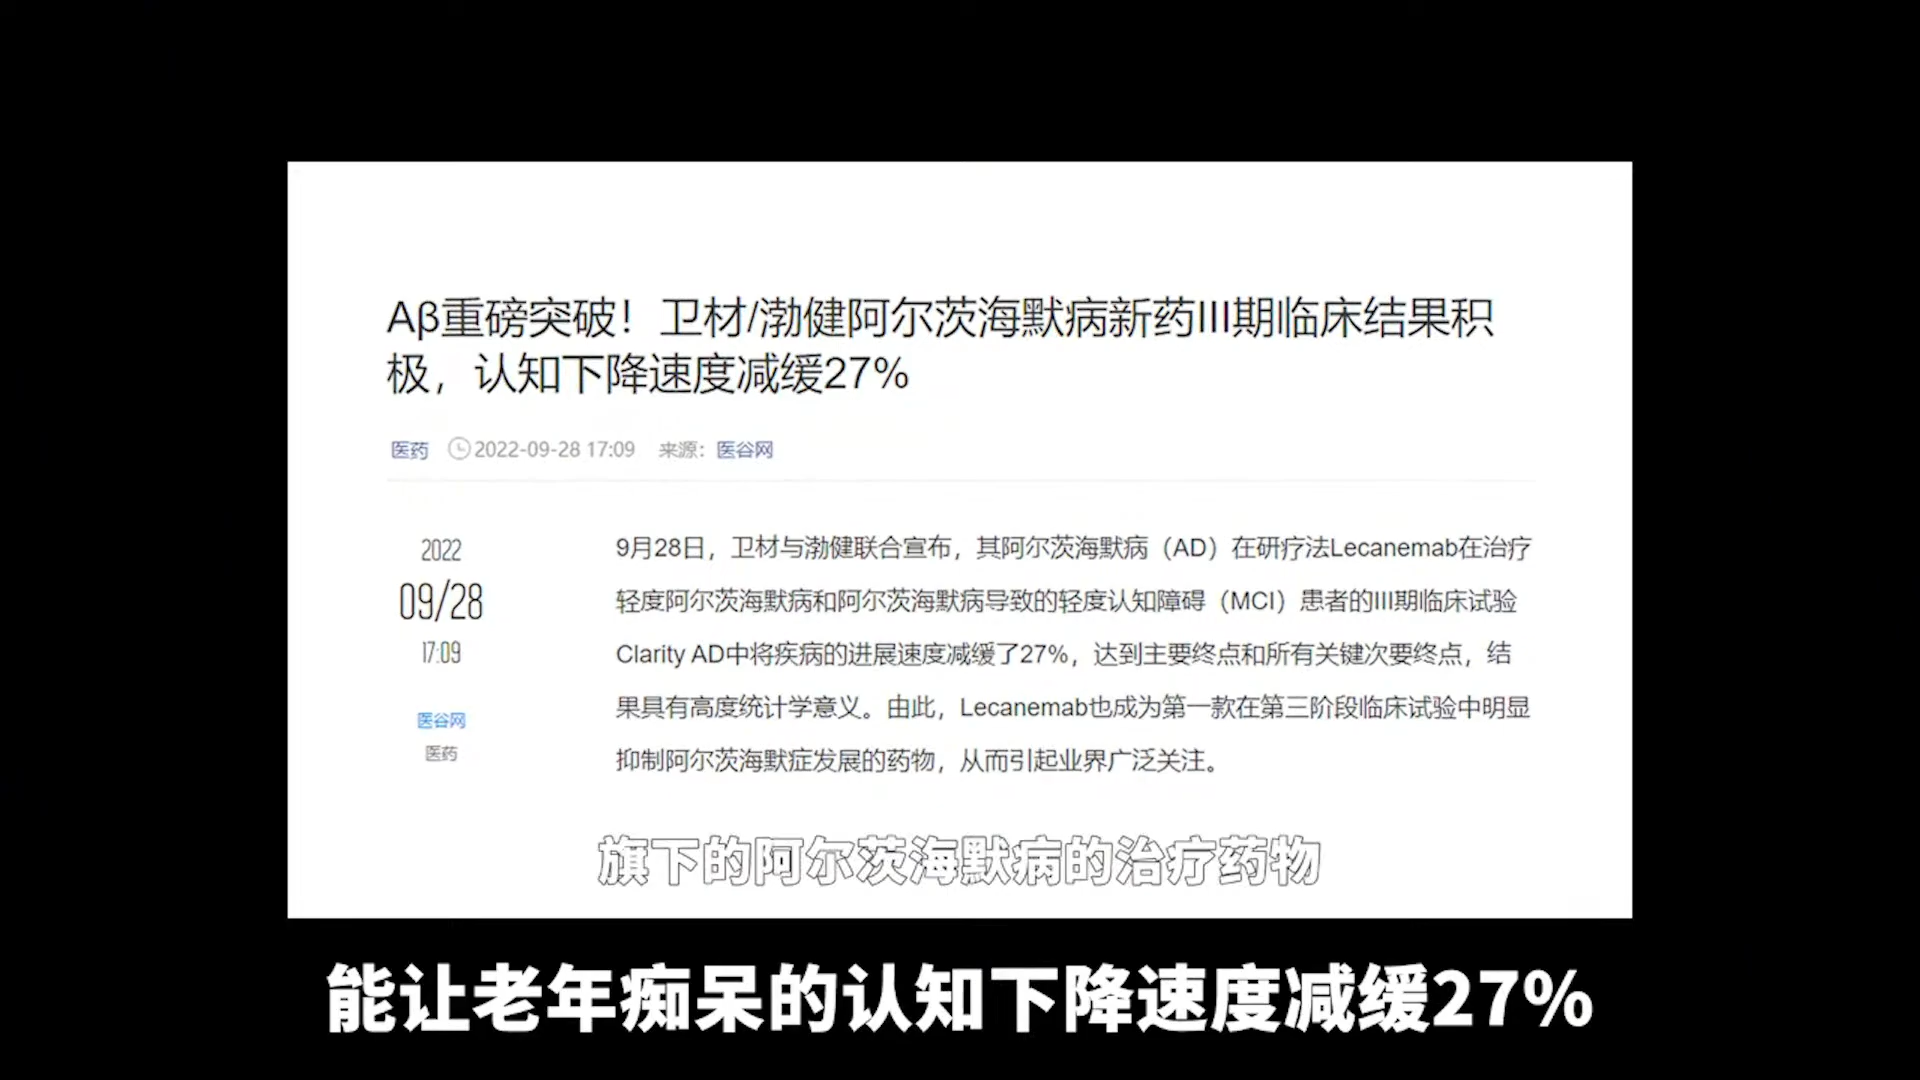 Aβ重磅突破！卫材/渤健阿尔茨海默病新药III期临床结果积
极，认知下降速度减缓27%
医药 2022-09-28 17:09 来源：医谷网
2022
09/28
17:09
医谷网
医药
9月28日，卫材与渤健联合宣布，其阿尔茨海默病（AD）在研疗法Lecanemab在治疗
轻度阿尔茨海默病和阿尔茨海默病导致的轻度认知障碍（MCI）患者的III期临床试验
Clarity AD中将疾病的进展速度减缓了27%，达到主要终点和所有关键次要终点，结
果具有高度统计学意义。由此，Lecanemab也成为第一款在第三阶段临床试验中明显
抑制阿尔茨海默症发展的药物，从而引起业界广泛关注。
旗下的阿尔茨海默病的治疗药物
能让老年痴呆的认知下降速度减缓27%